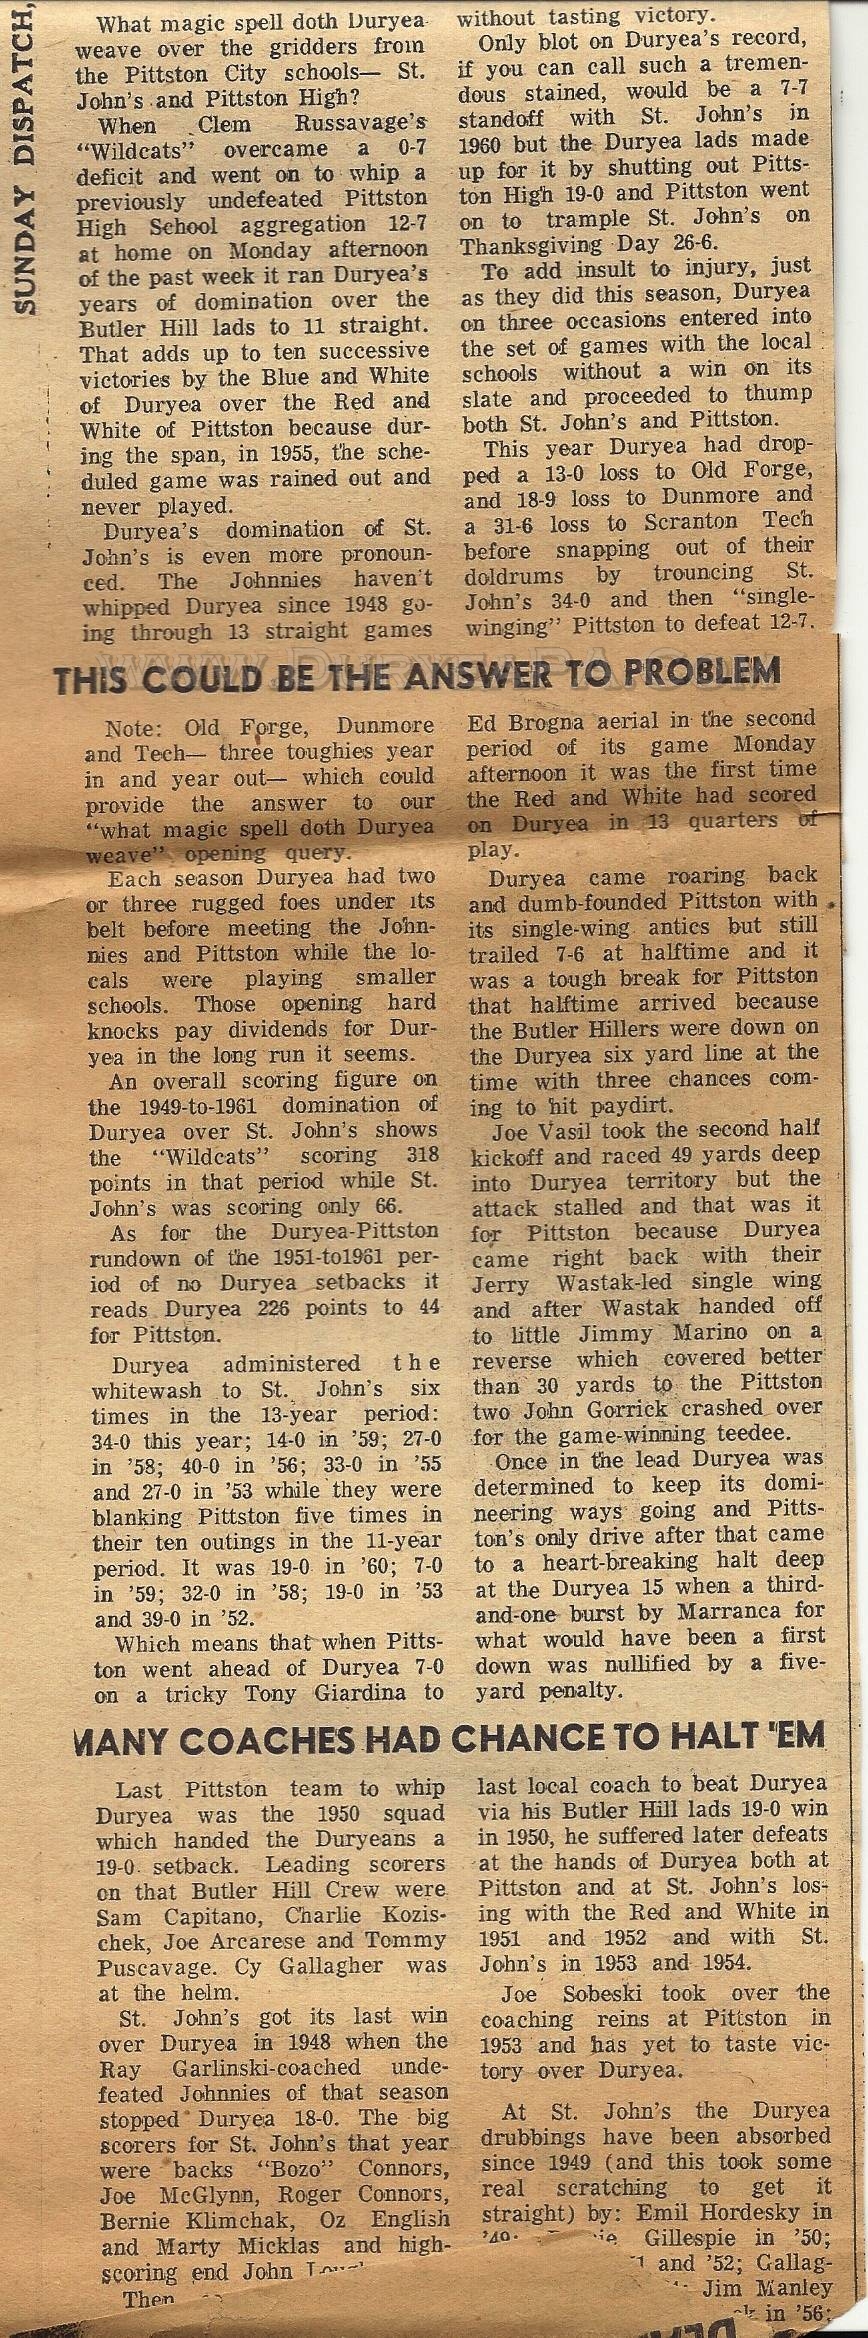 SUNDAY DISPATCH,
What magic spell doth Duryea
weave over the gridders from
the Pittston City schools— St.
John's and Pittston High?
When Clem Russavage's
"Wildcats" overcame a 0-7
deficit and went on to whip a
previously undefeated Pittston
High School aggregation 12-7
at home on Monday afternoon
of the past week it ran Duryea's
years of domination over the
Butler Hill lads to 11 straight.
That adds up to ten successive
victories by the Blue and White
of Duryea over the Red and
White of Pittston because dur-
ing the span, in 1955, the sche-
duled game was rained out and
never played.
Duryea's domination of St.
John's is even more pronoun-
ced. The Johnnies haven't
whipped Duryea since 1948 go-
ing through 13 straight games
without tasting victory.
Only blot on Duryea's record,
if you can call such a tremen-
dous stained, would be a 7-7
standoff with St. John's in
1960 but the Duryea lads made
up for it by shutting out Pitts-
ton High 19-0 and Pittston went
on to trample St. John's on
Thanksgiving Day 26-6.
To add insult to injury, just
as they did this season, Duryea
on three occasions entered into
the set of games with the local
schools without a win on its
slate and proceeded to thump
both St. John's and Pittston.
This year Duryea had drop-
ped a 13-0 loss to Old Forge,
and 18-9 loss to Dunmore and
a 31-6 loss to Scranton Tech
before snapping out of their
doldrums by trouncing St.
John's 34-0 and then "single-
winging" Pittston to defeat 12-7.
www.DuryeaPA.com
THIS COULD BE THE ANSWER TO PROBLEM
Note: Old Forge, Dunmore
and Tech— three toughies year
in and year out— which could
provide the answer to our
"what magic spell doth Duryea
weave" opening query.
Each season Duryea had two
or three rugged foes under its
belt before meeting the John-
nies and Pittston while the lo-
cals were playing smaller
schools. Those opening hard
knocks pay dividends for Dur-
yea in the long run it seems.
An overall scoring figure on
the 1949-to-1961 domination of
Duryea over St. John's shows
the "Wildcats" scoring 318
points in that period while St.
John's was scoring only 66.
As for the Duryea-Pittston
rundown of the 1951-to1961 per-
iod of no Duryea setbacks it
reads Duryea 226 points to 44
for Pittston.
Duryea administered the
whitewash to St. John's six
times in the 13-year period:
34-0 this year; 14-0 in '59; 27-0
in '58; 40-0 in '56; 33-0 in '55
and 27-0 in '53 while they were
blanking Pittston five times in
their ten outings in the 11-year
period. It was 19-0 in '60; 7-0
in '59; 32-0 in '58; 19-0 in '53
and 39-0 in '52.
Which means that when Pitts-
ton went ahead of Duryea 7-0
on a tricky Tony Giardina to
Ed Brogna aerial in the second
period of its game Monday
afternoon it was the first time
the Red and White had scored
on Duryea in 13 quarters of
play.
Duryea came roaring back
and dumb-founded Pittston with
its single-wing antics but still
trailed 7-6 at halftime and it
was a tough break for Pittston
that halftime arrived because
the Butler Hillers were down on
the Duryea six yard line at the
time with three chances com-
ing to hit paydirt.
Joe Vasil took the second half
kickoff and raced 49 yards deep
into Duryea territory but the
attack stalled and that was it
for Pittston because Duryea
came right back with their
Jerry Wastak-led single wing
and after Wastak handed off
to little Jimmy Marino on a
reverse which covered better
than 30 yards to the Pittston
two John Gorrick crashed over
for the game-winning teedee.
Once in the lead Duryea was
determined to keep its domi-
neering ways going and Pitts-
ton's only drive after that came
to a heart-breaking halt deep
at the Duryea 15 when a third-
and-one burst by Marranca for
what would have been a first
down was nullified by a five-
yard penalty.
MANY COACHES HAD CHANCE TO HALT 'EM
Last Pittston team to whip
Duryea was the 1950 squad
which handed the Duryeans a
19-0 setback. Leading scorers
on that Butler Hill Crew were
Sam Capitano, Charlie Kozis-
chek, Joe Arcarese and Tommy
Puscavage. Cy Gallagher was
at the helm.
St. John's got its last win
over Duryea in 1948 when the
Ray Garlinski-coached unde-
feated Johnnies of that season
stopped Duryea 18-0. The big
scorers for St. John's that year
were backs "Bozo" Connors,
Joe McGlynn, Roger Connors,
Bernie Klimchak, Oz English
and Marty Micklas and high-
scoring end John
Then
last local coach to beat Duryea
via his Butler Hill lads 19-0 win
in 1950, he suffered later defeats
at the hands of Duryea both at
Pittston and at St. John's los-
ing with the Red and White in
1951 and 1952 and with St.
John's in 1953 and 1954.
Joe Sobeski took over the
coaching reins at Pittston in
1953 and has yet to taste vic-
tory over Duryea.
At St. John's the Duryea
drubbings have been absorbed
since 1949 (and this took some
real scratching to get it
straight) by: Emil Hordesky in
'49; Gillespie in '50;
and '52; Gallag-
Jim Manley
in '56;